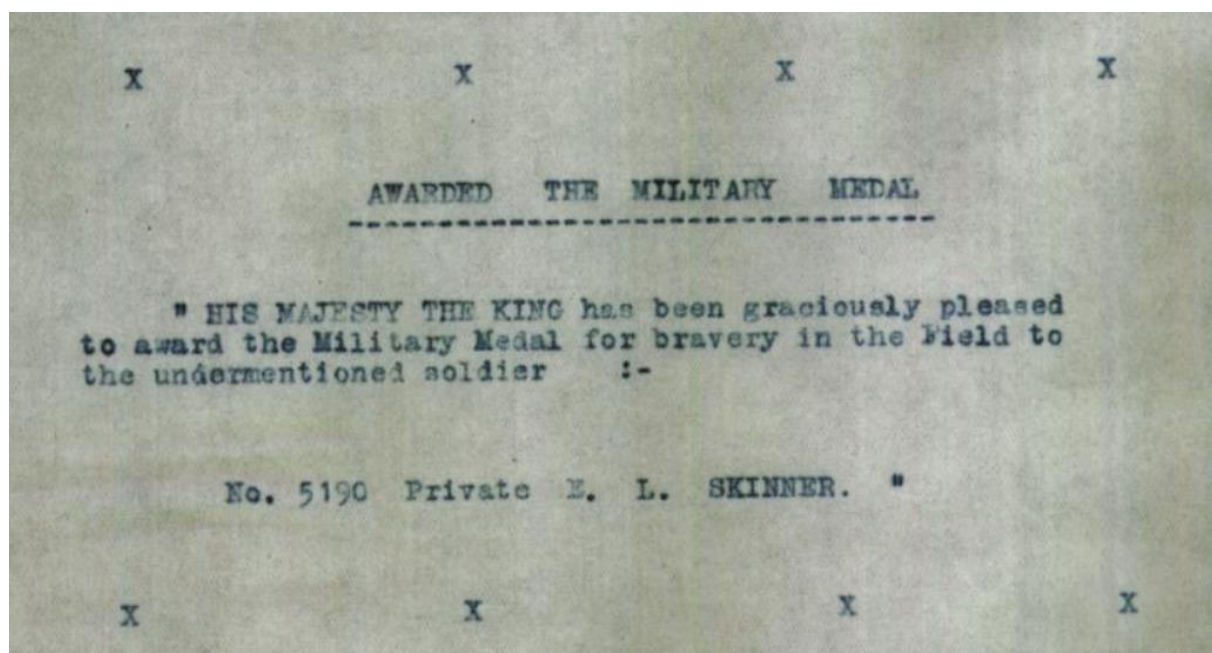 X X X X
AWARDED THE MILITARY MEDAL
----------------------------------
" HIS MAJESTY THE KING has been graciously pleased
to award the Military Medal for bravery in the Field to
the undermentioned soldier :-
No. 5190 Private E. L. SKINNER. "
X X X X